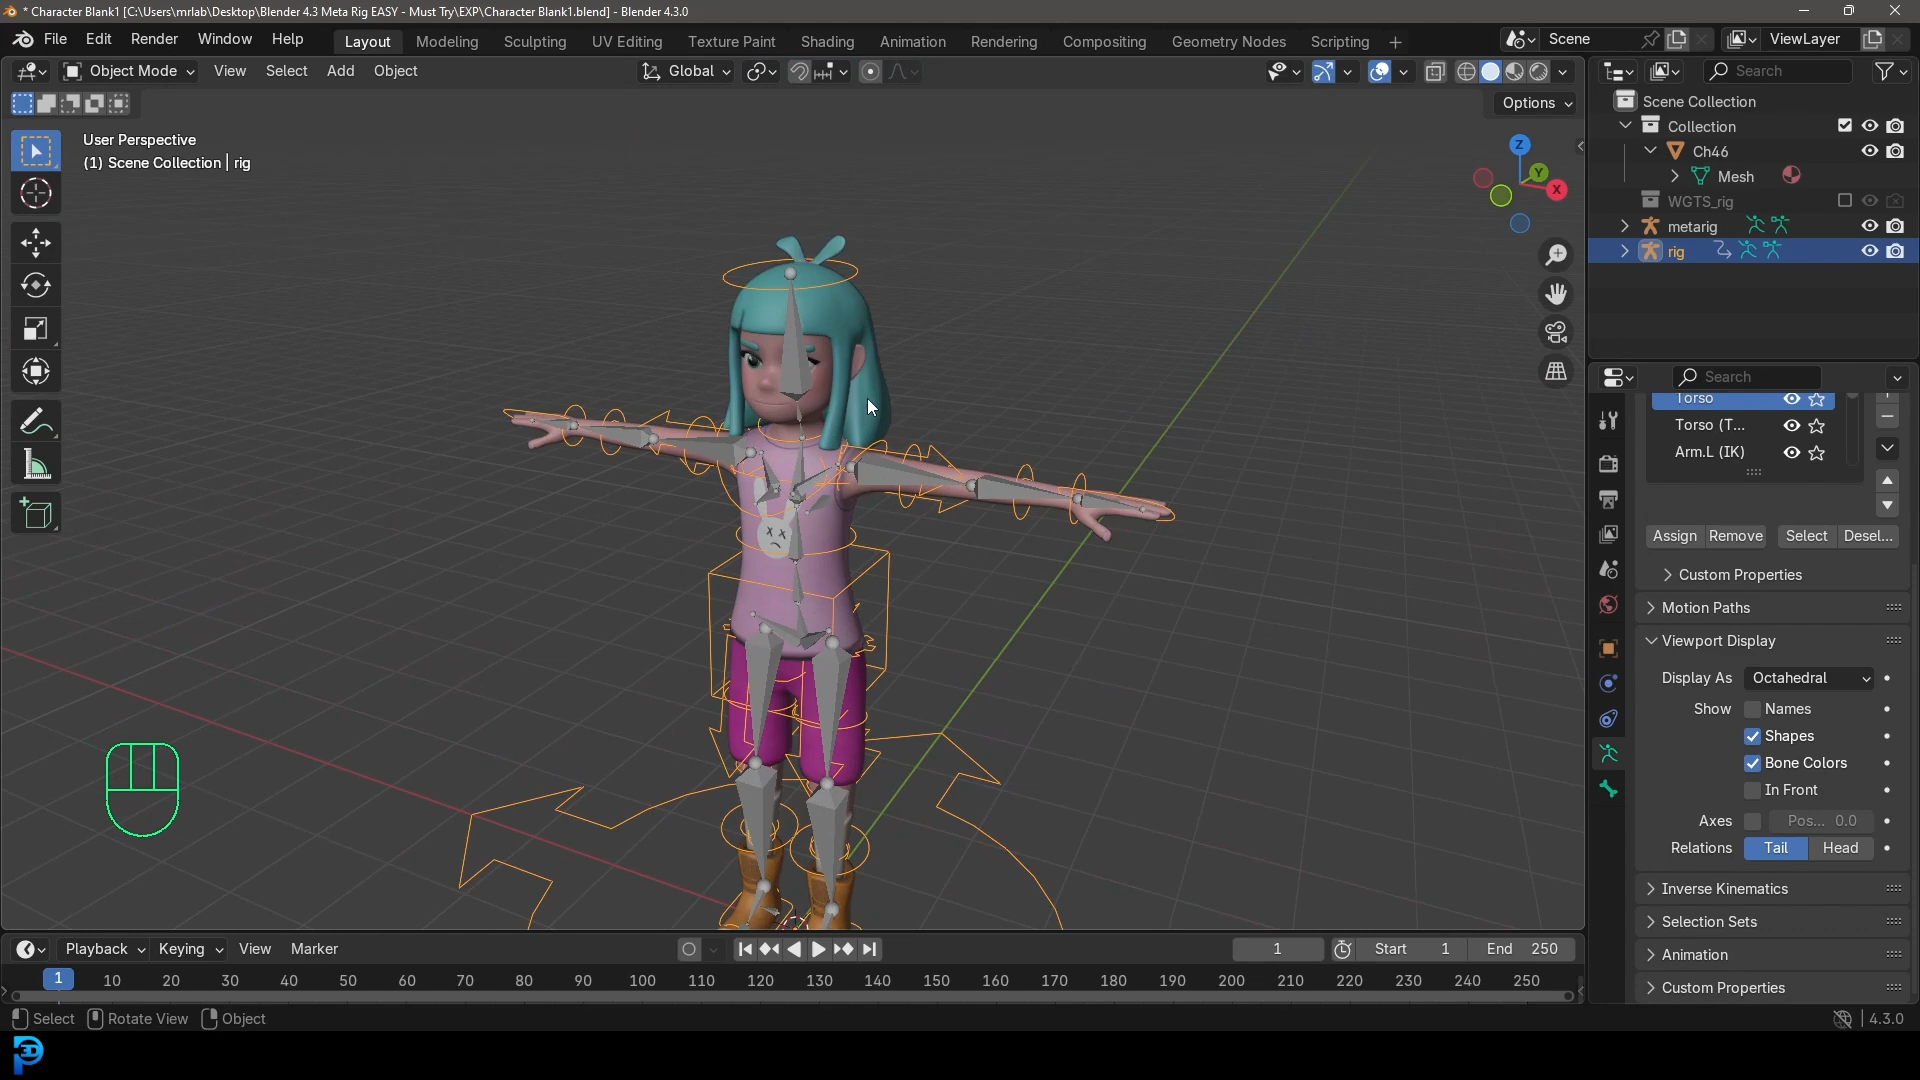 * Character Blank1 [C:\Users\mrlab\Desktop\Blender 4.3 Meta Rig EASY - Must Try\EXP\Character Blank1.blend] - Blender 4.3.0
File Edit Render Window Help Layout Modeling Sculpting UV Editing Texture Paint Shading Animation Rendering Compositing Geometry Nodes Scripting + Scene ViewLayer
Object Mode View Select Add Object Global Search
Options
Scene Collection
Collection
Ch46
Mesh
WGTS_rig
metarig
rig
User Perspective
(1) Scene Collection | rig
Z
Y
X
Search
Torso
Torso (T...
Arm.L (IK)
Assign Remove Select Desel...
Custom Properties
Motion Paths
Viewport Display
Display As Octahedral
Show Names
Shapes
Bone Colors
In Front
Axes Pos... 0.0
Relations Tail Head
Inverse Kinematics
Selection Sets
Animation
Custom Properties
Playback Keying View Marker 1 Start 1 End 250
1 10 20 30 40 50 60 70 80 90 100 110 120 130 140 150 160 170 180 190 200 210 220 230 240 250
Select Rotate View Object 4.3.0